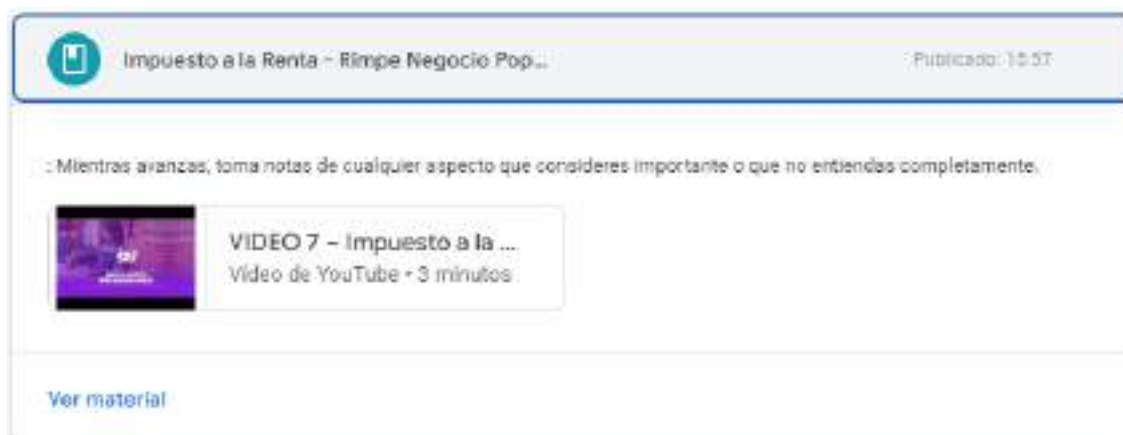 Impuesto a la Renta - Rimpe Negocio Pop...
Publicado: 15:57
: Mientras avanzas, toma notas de cualquier aspecto que consideres importante o que no entiendas completamente.
VIDEO 7 - Impuesto a la ...
Vídeo de YouTube • 3 minutos
Ver material